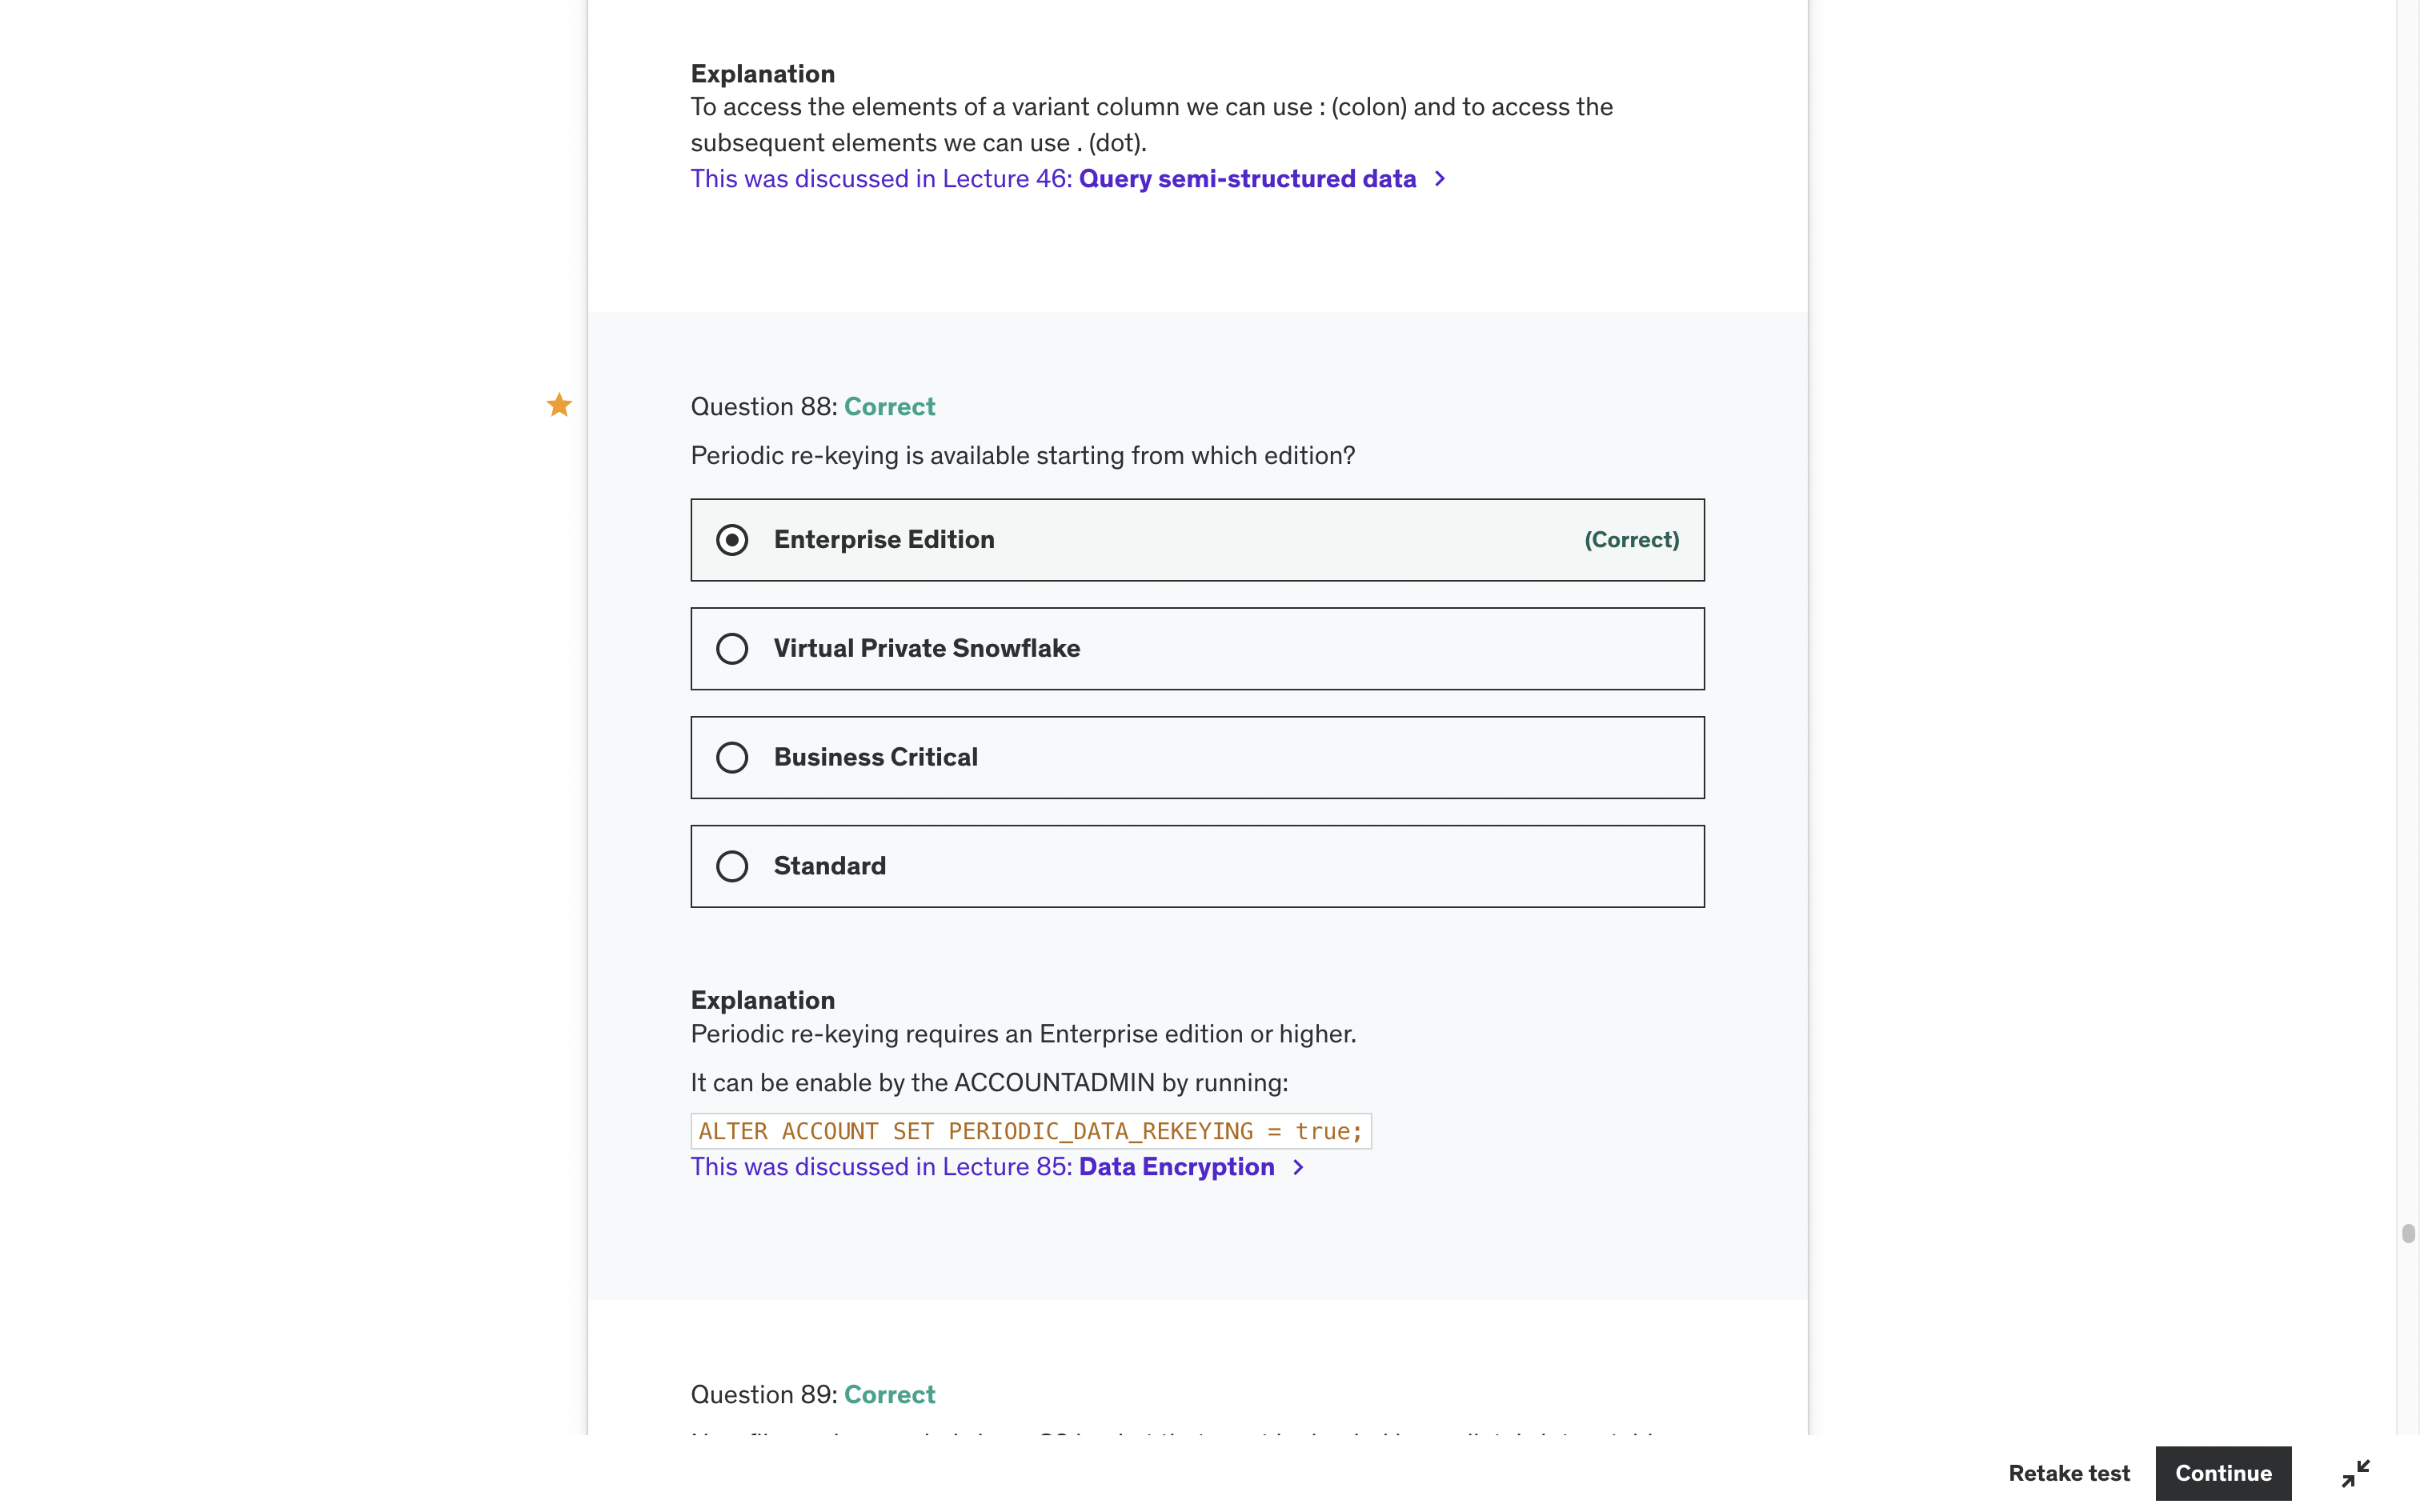 Explanation
To access the elements of a variant column we can use : (colon) and to access the
subsequent elements we can use . (dot).
This was discussed in Lecture 46: Query semi-structured data
Question 88: Correct
Periodic re-keying is available starting from which edition?
Enterprise Edition (Correct)
Virtual Private Snowflake
Business Critical
Standard
Explanation
Periodic re-keying requires an Enterprise edition or higher.
It can be enable by the ACCOUNTADMIN by running:
ALTER ACCOUNT SET PERIODIC_DATA_REKEYING = true;
This was discussed in Lecture 85: Data Encryption
Question 89: Correct
Retake test Continue